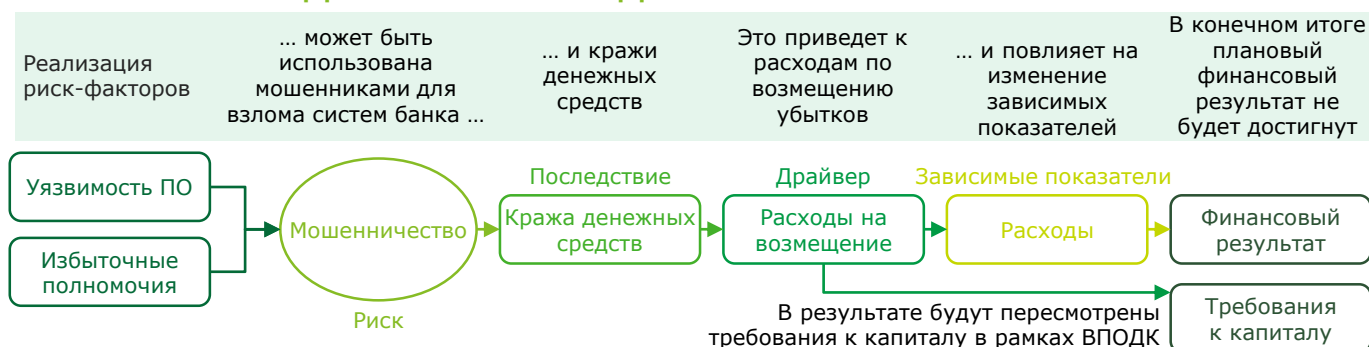 Реализация
риск-факторов
... может быть
использована
мошенниками для
взлома систем банка ...
... и кражи
денежных
средств
Это приведет к
расходам по
возмещению
убытков
... и повлияет на
изменение
зависимых
показателей
В конечном итоге
плановый
финансовый
результат не
будет достигнут
Уязвимость ПО
Избыточные
полномочия
Мошенничество
Риск
Последствие
Кража денежных
средств
Драйвер
Расходы на
возмещение
Зависимые показатели
Расходы
Финансовый
результат
В результате будут пересмотрены
требования к капиталу в рамках ВПОДК
Требования
к капиталу